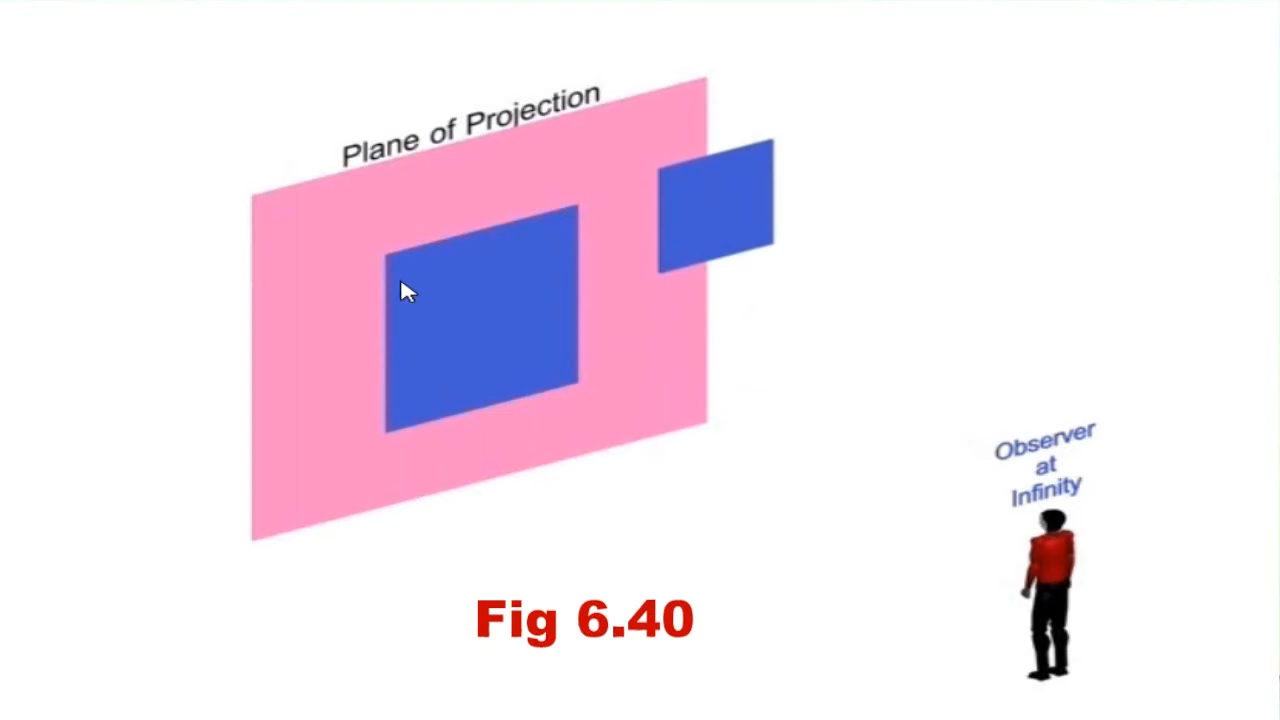 Plane of Projection
Observer
at
Infinity
Fig 6.40